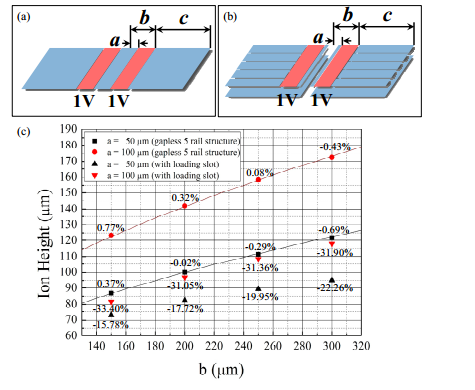 (a)
a
b
c
1V 1V
(b)
a
b
c
1V 1V
(c)
a = 50 μm (gapless 5 rail structure)
a = 100 μm (gapless 5 rail structure)
a = 50 μm (with loading slot)
a = 100 μm (with loading slot)
190
180
170
160
150
140
130
120
110
100
90
80
70
60
Ion Height (μm)
-0.43%
0.08%
0.32%
0.77%
-0.69%
-0.29%
-0.02%
0.37%
-31.90%
-31.36%
-31.05%
-33.40%
-22.26%
-19.95%
-17.72%
-15.78%
140 160 180 200 220 240 260 280 300 320
b (μm)